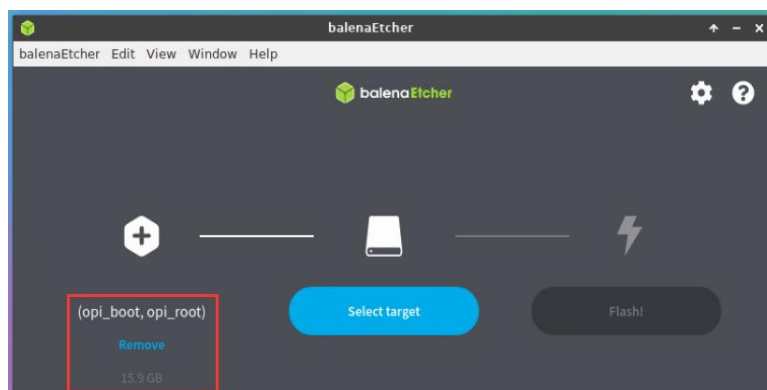 balenaEtcher
balenaEtcher Edit View Window Help
balenaEtcher
(opi_boot, opi_root)
Remove
15.9 GB
Select target
Flash!